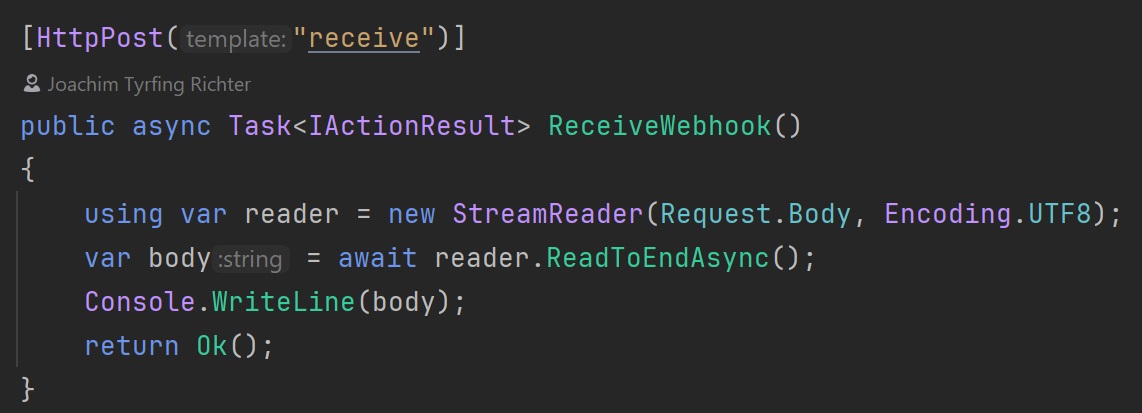 [HttpPost(template:"receive")]
Joachim Tyrfing Richter
public async Task<IActionResult> ReceiveWebhook()
{
    using var reader = new StreamReader(Request.Body, Encoding.UTF8);
    var body:string = await reader.ReadToEndAsync();
    Console.WriteLine(body);
    return Ok();
}